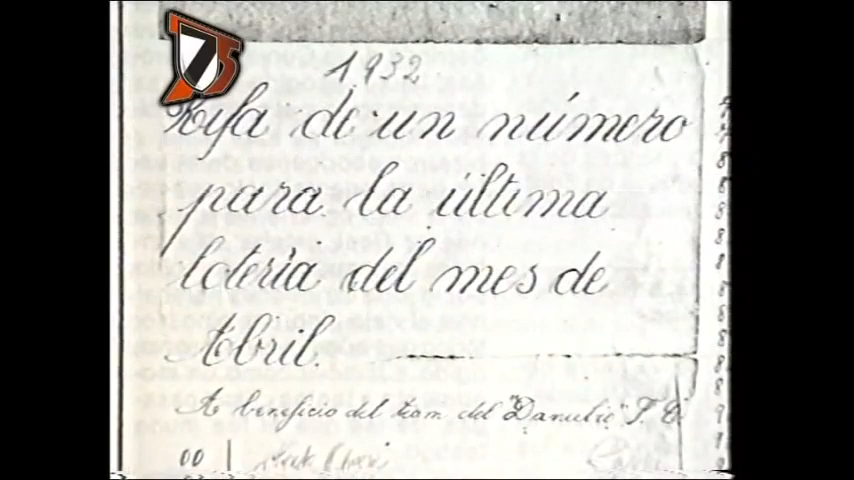 75
1932
Rifa de un número
para la última
lotería del mes de
Abril.
A beneficio del team del "Danubio" F. C.
00